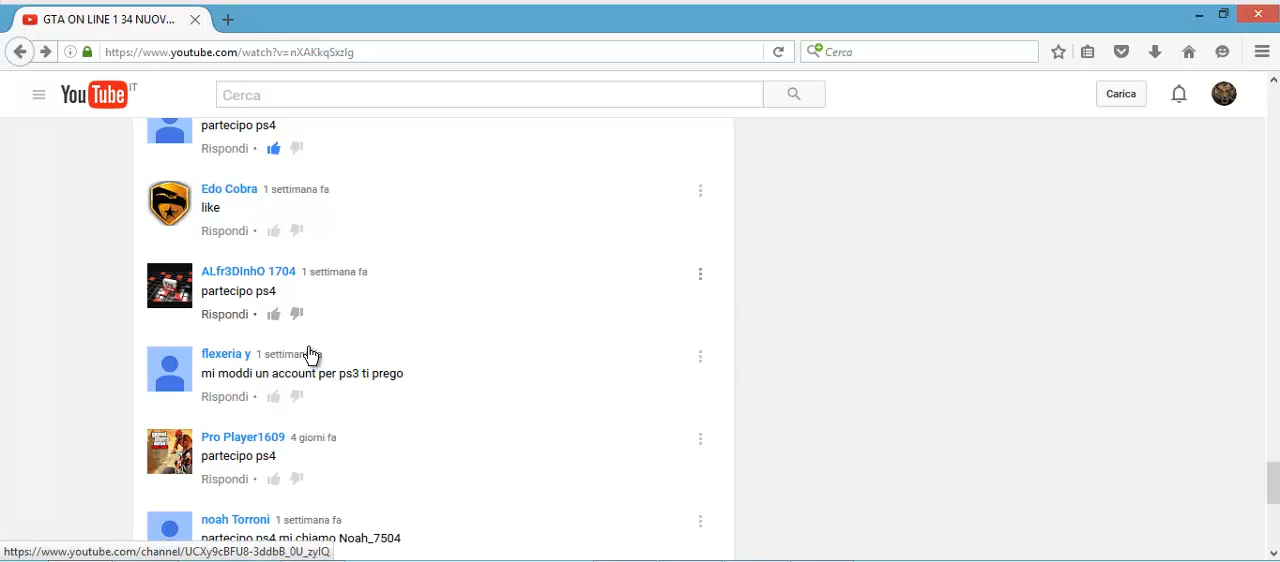 GTA ON LINE 1 34 NUOV...
https://www.youtube.com/watch?v=nXAKkqSxzIg
Cerca
YouTube IT
Cerca
Carica
partecipo ps4
Rispondi •
Edo Cobra 1 settimana fa
like
Rispondi •
ALfr3DInhO 1704 1 settimana fa
partecipo ps4
Rispondi •
flexeria y 1 settimana
mi moddi un account per ps3 ti prego
Rispondi •
Pro Player1609 4 giorni fa
partecipo ps4
Rispondi •
noah Torroni 1 settimana fa
partecipo ps4 mi chiamo Noah_7504
https://www.youtube.com/channel/UCXy9cBFU8-3ddbB_0U_zyIQ